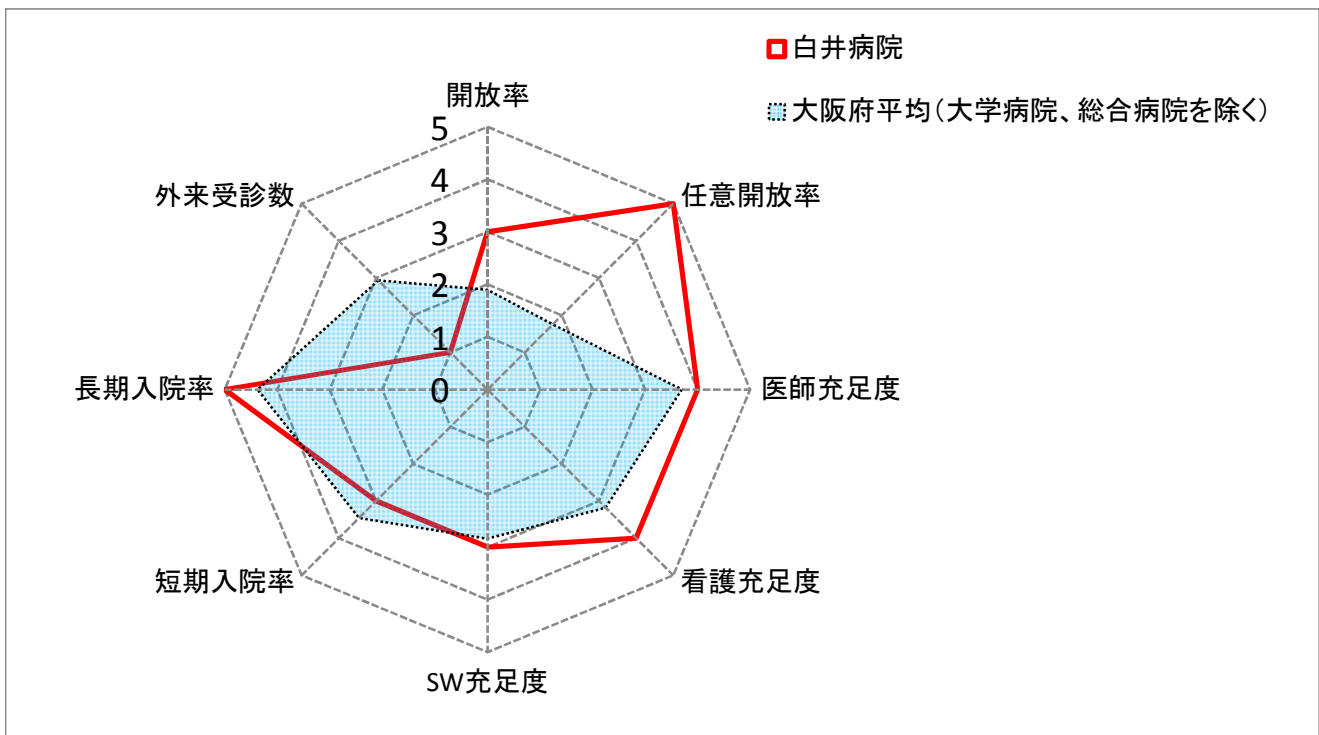 白井病院
大阪府平均(大学病院、総合病院を除く)
開放率
任意開放率
医師充足度
看護充足度
SW充足度
短期入院率
長期入院率
外来受診数
5
4
3
2
1
0